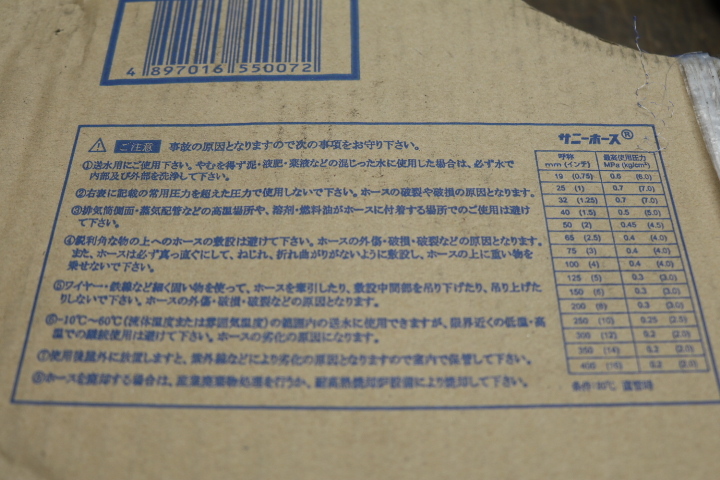 4 897016 550072
⚠ ご注意 事故の原因となりますので次の事項をお守り下さい。
①送水用にご使用下さい。やむを得ず泥・液肥・薬液などの混じった水に使用した場合は、必ず水で
内部及び外部を洗浄して下さい。
②右表に記載の常用圧力を超えた圧力で使用しないで下さい。ホースの破裂や破損の原因となります。
③排気筒側面・蒸気配管などの高温場所や、溶剤・燃料油がホースに付着する場所でのご使用は避け
て下さい。
④鋭利角な物の上へのホースの敷設は避けて下さい。ホースの外傷・破損・破裂などの原因となります。
また、ホースは必ず真っ直ぐにして、ねじれ、折れ曲がりがないように敷設し、ホースの上に重い物を
乗せないで下さい。
⑤ワイヤー・鉄線など細く固い物を使って、ホースを牽引したり、敷設中間部を吊り下げたり、吊り上げた
りしないで下さい。ホースの外傷・破損・破裂などの原因となります。
⑥-10℃~60℃(流体温度または雰囲気温度)の範囲内の送水に使用できますが、限界近くの低温・高
温での継続使用は避けて下さい。ホースの劣化の原因になります。
⑦使用後屋外に放置しますと、紫外線などにより劣化の原因となりますので室内で保管して下さい。
⑧ホースを廃却する場合は、産業廃棄物処理を行うか、耐高熱焼却炉設備により焼却して下さい。
サニーホース®
呼称 最高使用圧力
mm (インチ) MPa (kg/cm²)
19 (0.75) 0.6 (6.0)
25 (1) 0.7 (7.0)
32 (1.25) 0.7 (7.0)
40 (1.5) 0.5 (5.0)
50 (2) 0.45 (4.5)
65 (2.5) 0.4 (4.0)
75 (3) 0.4 (4.0)
100 (4) 0.4 (4.0)
125 (5) 0.3 (3.0)
150 (6) 0.3 (3.0)
200 (8) 0.3 (3.0)
250 (10) 0.25 (2.5)
300 (12) 0.2 (2.0)
350 (14) 0.2 (2.0)
400 (16) 0.2 (2.0)
条件: 直管時